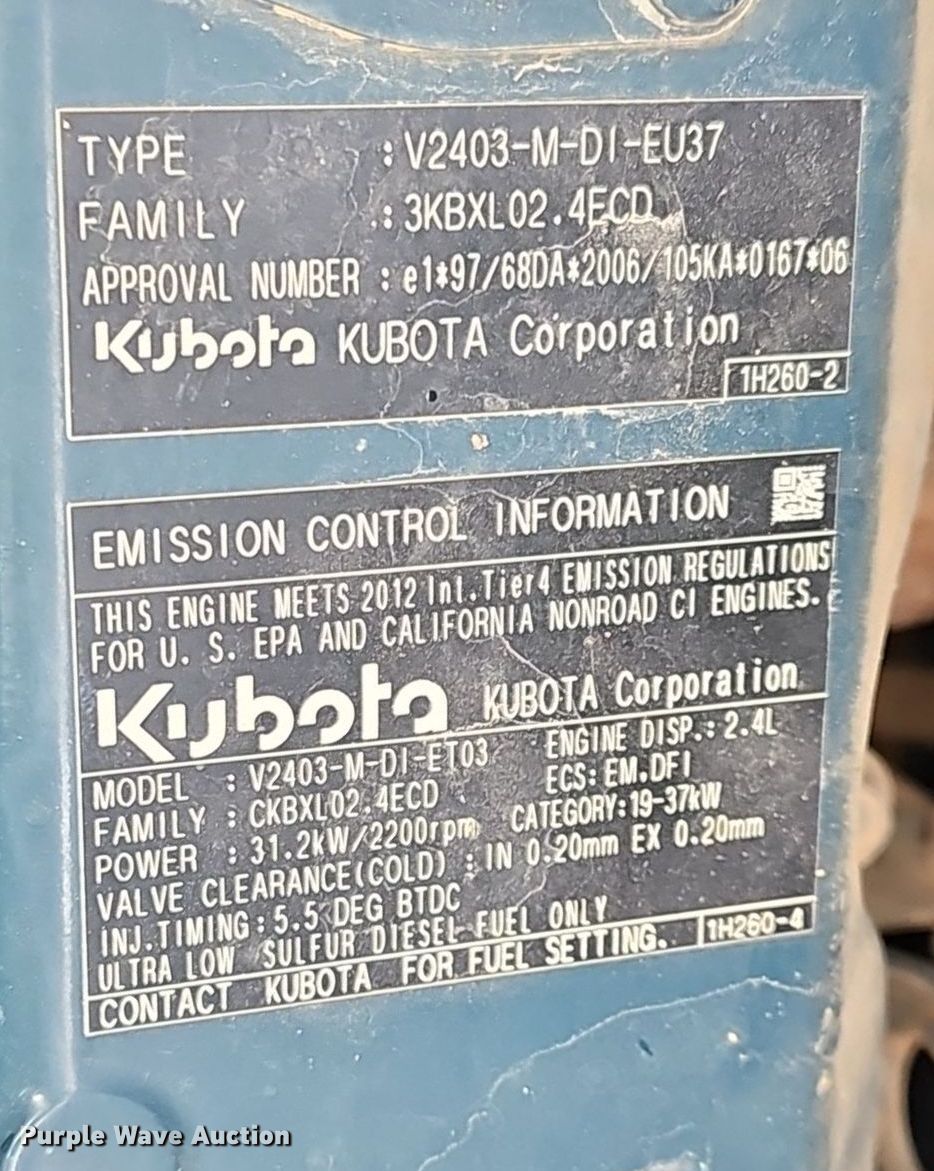 TYPE : V2403-M-DI-EU37
FAMILY : 3KBXL02.4ECD
APPROVAL NUMBER : e1*97/68DA*2006/105KA*0167*06
Kubota KUBOTA Corporation
1H260-2
EMISSION CONTROL INFORMATION
THIS ENGINE MEETS 2012 Int.Tier4 EMISSION REGULATIONS
FOR U. S. EPA AND CALIFORNIA NONROAD CI ENGINES.
Kubota KUBOTA Corporation
MODEL : V2403-M-DI-ET03 ENGINE DISP.: 2.4L
FAMILY : CKBXL02.4ECD ECS: EM.DFI
POWER : 31.2kW/2200rpm CATEGORY:19-37kW
VALVE CLEARANCE(COLD) : IN 0.20mm EX 0.20mm
INJ.TIMING : 5.5 DEG BTDC
ULTRA LOW SULFUR DIESEL FUEL ONLY
CONTACT KUBOTA FOR FUEL SETTING. 1H260-4
Purple Wave Auction